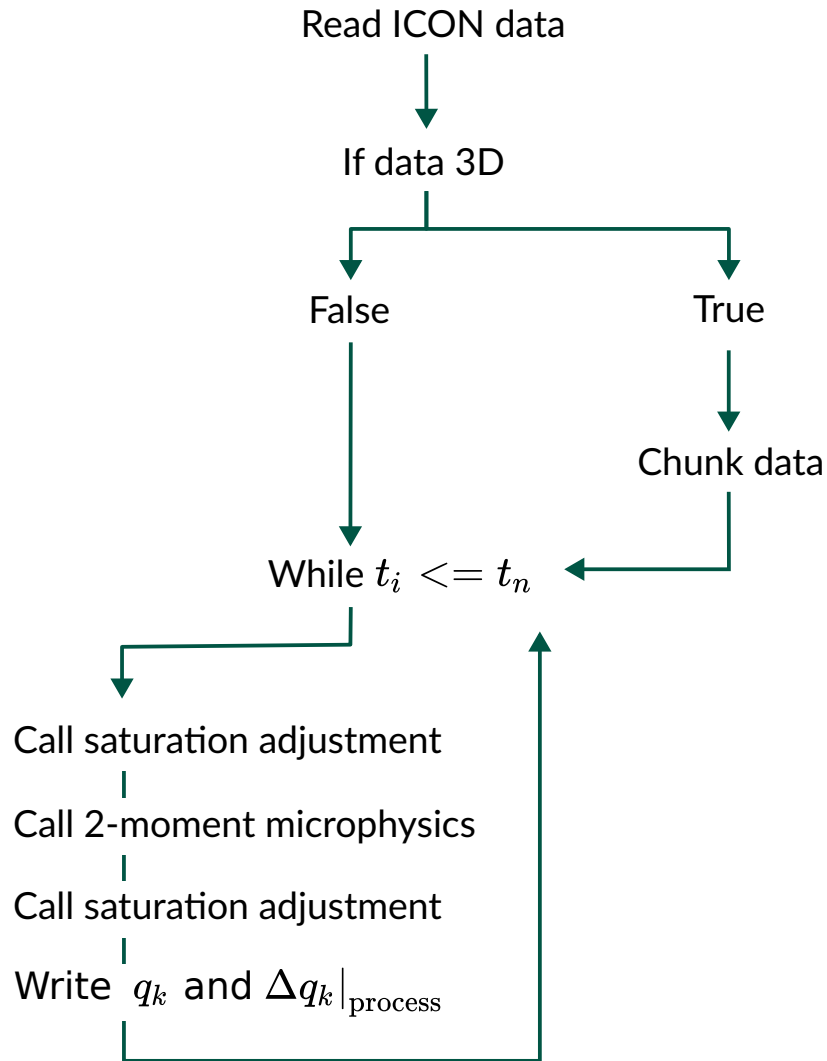 Read ICON data
If data 3D
False
True
Chunk data
While $t_i <= t_n$
Call saturation adjustment
Call 2-moment microphysics
Call saturation adjustment
Write $q_k$ and $\Delta q_k|_{\text{process}}$